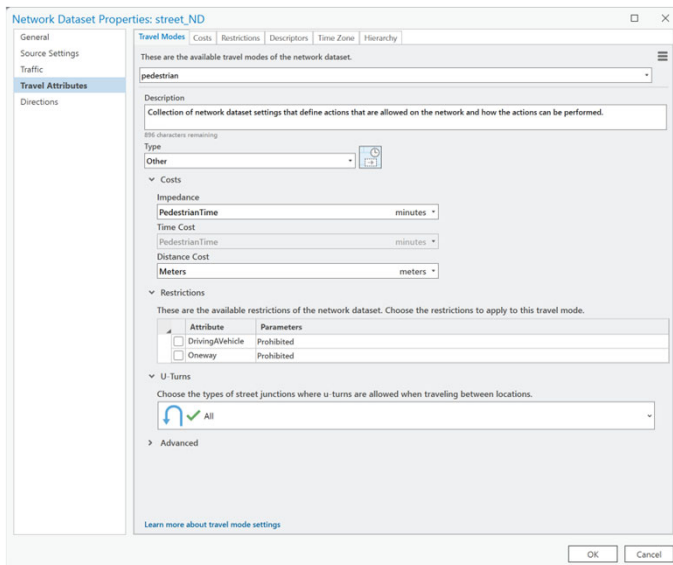 Network Dataset Properties: street_ND
General
Source Settings
Traffic
Travel Attributes
Directions
Travel Modes Costs Restrictions Descriptors Time Zone Hierarchy
These are the available travel modes of the network dataset.
pedestrian
Description
Collection of network dataset settings that define actions that are allowed on the network and how the actions can be performed.
896 characters remaining
Type
Other
Costs
Impedance
PedestrianTime minutes
Time Cost
PedestrianTime minutes
Distance Cost
Meters meters
Restrictions
These are the available restrictions of the network dataset. Choose the restrictions to apply to this travel mode.
Attribute Parameters
DrivingAVehicle Prohibited
Oneway Prohibited
U-Turns
Choose the types of street junctions where u-turns are allowed when traveling between locations.
All
Advanced
Learn more about travel mode settings
OK Cancel